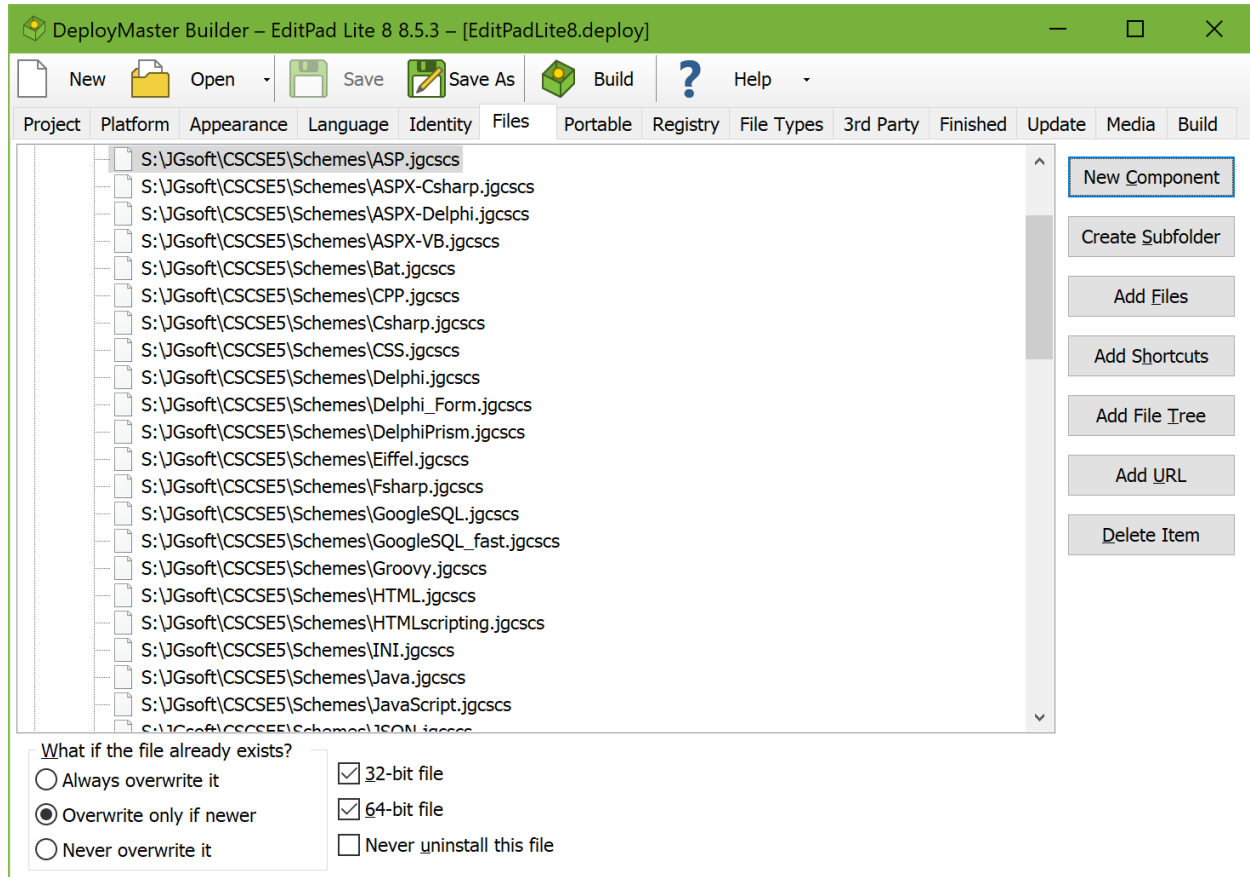 DeployMaster Builder – EditPad Lite 8 8.5.3 – [EditPadLite8.deploy]
New Open Save Save As Build ? Help
Project Platform Appearance Language Identity Files Portable Registry File Types 3rd Party Finished Update Media Build
S:\JGsoft\CSCSE5\Schemes\ASP.jgcscs
S:\JGsoft\CSCSE5\Schemes\ASPX-Csharp.jgcscs
S:\JGsoft\CSCSE5\Schemes\ASPX-Delphi.jgcscs
S:\JGsoft\CSCSE5\Schemes\ASPX-VB.jgcscs
S:\JGsoft\CSCSE5\Schemes\Bat.jgcscs
S:\JGsoft\CSCSE5\Schemes\CPP.jgcscs
S:\JGsoft\CSCSE5\Schemes\Csharp.jgcscs
S:\JGsoft\CSCSE5\Schemes\CSS.jgcscs
S:\JGsoft\CSCSE5\Schemes\Delphi.jgcscs
S:\JGsoft\CSCSE5\Schemes\Delphi_Form.jgcscs
S:\JGsoft\CSCSE5\Schemes\DelphiPrism.jgcscs
S:\JGsoft\CSCSE5\Schemes\Eiffel.jgcscs
S:\JGsoft\CSCSE5\Schemes\Fsharp.jgcscs
S:\JGsoft\CSCSE5\Schemes\GoogleSQL.jgcscs
S:\JGsoft\CSCSE5\Schemes\GoogleSQL_fast.jgcscs
S:\JGsoft\CSCSE5\Schemes\Groovy.jgcscs
S:\JGsoft\CSCSE5\Schemes\HTML.jgcscs
S:\JGsoft\CSCSE5\Schemes\HTMLscripting.jgcscs
S:\JGsoft\CSCSE5\Schemes\INI.jgcscs
S:\JGsoft\CSCSE5\Schemes\Java.jgcscs
S:\JGsoft\CSCSE5\Schemes\JavaScript.jgcscs
S:\JGsoft\CSCSE5\Schemes\JSON.jgcscs
New Component
Create Subfolder
Add Files
Add Shortcuts
Add File Tree
Add URL
Delete Item
What if the file already exists?
Always overwrite it
Overwrite only if newer
Never overwrite it
32-bit file
64-bit file
Never uninstall this file